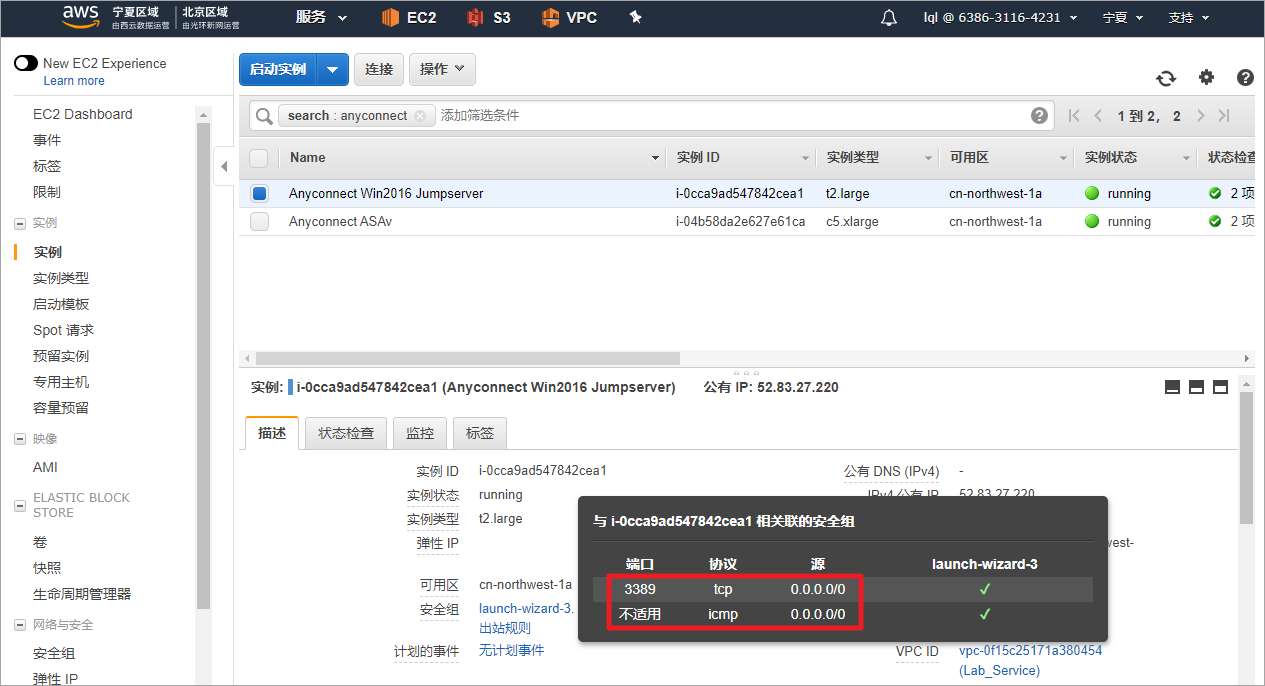 aws 宁夏区域 由西云数据运营 北京区域 由光环新网运营 服务 EC2 S3 VPC lql @ 6386-3116-4231 宁夏 支持
New EC2 Experience
Learn more
启动实例 连接 操作
EC2 Dashboard
事件
标签
限制
实例
实例
实例类型
启动模板
Spot 请求
预留实例
专用主机
容量预留
映像
AMI
ELASTIC BLOCK
STORE
卷
快照
生命周期管理器
网络与安全
安全组
弹性 IP
search : anyconnect 添加筛选条件 1 到 2， 2
Name 实例 ID 实例类型 可用区 实例状态 状态检查
Anyconnect Win2016 Jumpserver i-0cca9ad547842cea1 t2.large cn-northwest-1a running 2 项
Anyconnect ASAv i-04b58da2e627e61ca c5.xlarge cn-northwest-1a running 2 项
实例: i-0cca9ad547842cea1 (Anyconnect Win2016 Jumpserver) 公有 IP: 52.83.27.220
描述 状态检查 监控 标签
实例 ID i-0cca9ad547842cea1 公有 DNS (IPv4) -
实例状态 running IPv4 公有 IP 52.83.27.220
实例类型 t2.large
弹性 IP west-
可用区 cn-northwest-1a
安全组 launch-wizard-3.
出站规则
计划的事件 无计划事件 VPC ID vpc-0f15c25171a380454
(Lab_Service)
与 i-0cca9ad547842cea1 相关联的安全组
端口 协议 源 launch-wizard-3
3389 tcp 0.0.0.0/0 ✓
不适用 icmp 0.0.0.0/0 ✓